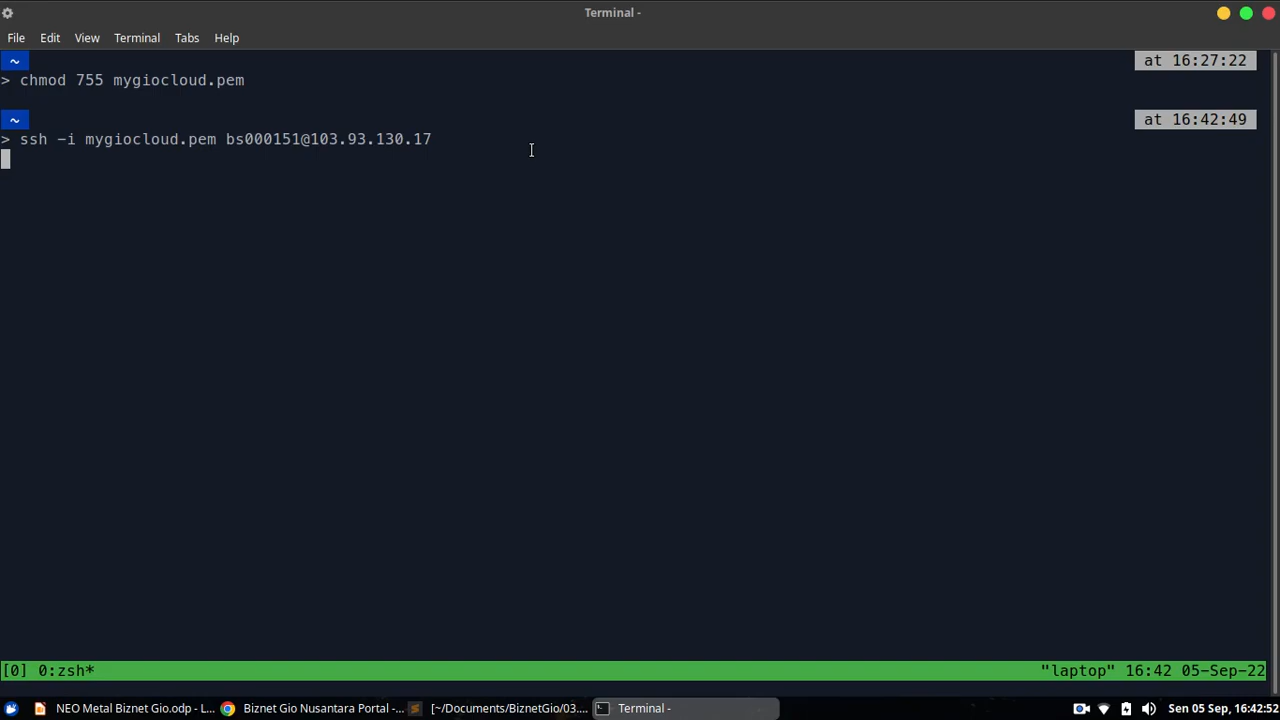 Terminal -
File Edit View Terminal Tabs Help
~ at 16:27:22
> chmod 755 mygiocloud.pem
~ at 16:42:49
> ssh -i mygiocloud.pem bs000151@103.93.130.17
[0] 0:zsh* "laptop" 16:42 05-Sep-22
NEO Metal Biznet Gio.odp - L... Biznet Gio Nusantara Portal -... [~/Documents/BiznetGio/03.... Terminal - Sen 05 Sep, 16:42:52